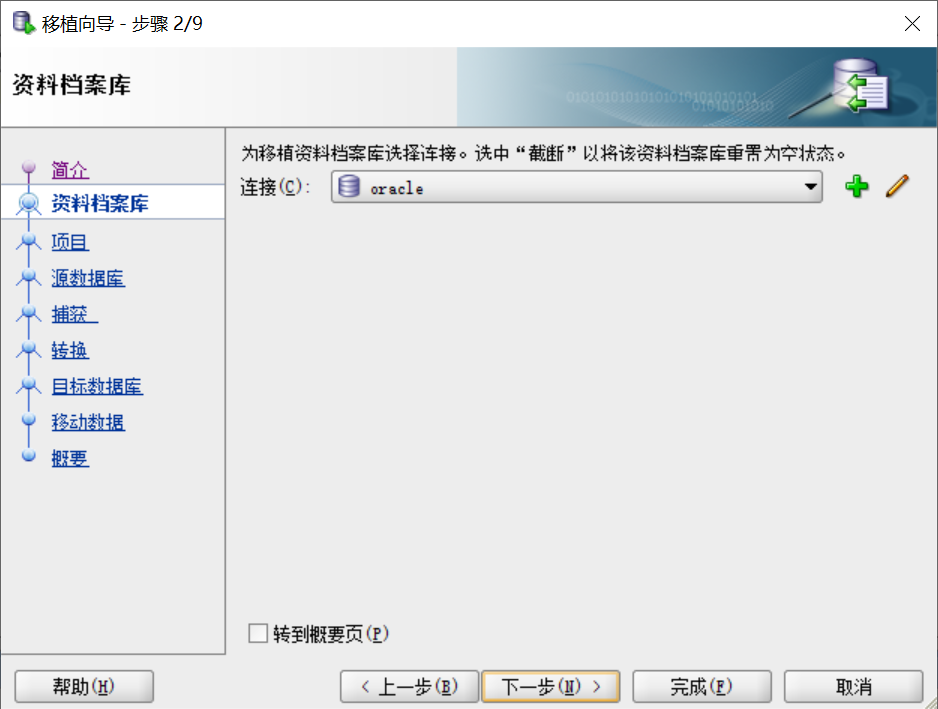 移植向导 - 步骤 2/9
资料档案库
0101010101010101010101010101
01010101010
为移植资料档案库选择连接。选中“截断”以将该资料档案库重置为空状态。
连接(C): oracle
简介
资料档案库
项目
源数据库
捕获
转换
目标数据库
移动数据
概要
转到概要页(P)
帮助(H) < 上一步(B) 下一步(N) > 完成(F) 取消